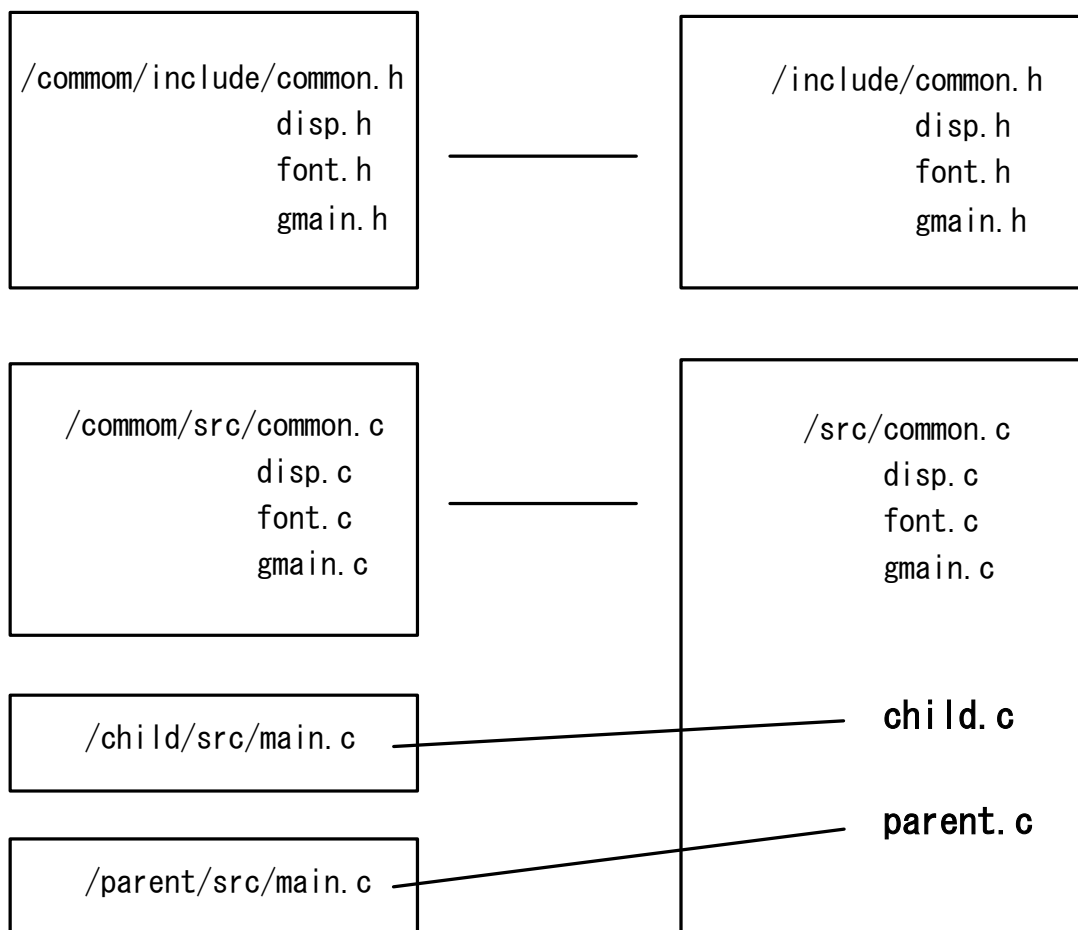 /commom/include/common.h
disp.h
font.h
gmain.h
/include/common.h
disp.h
font.h
gmain.h
/commom/src/common.c
disp.c
font.c
gmain.c
/src/common.c
disp.c
font.c
gmain.c
child.c
parent.c
/child/src/main.c
/parent/src/main.c